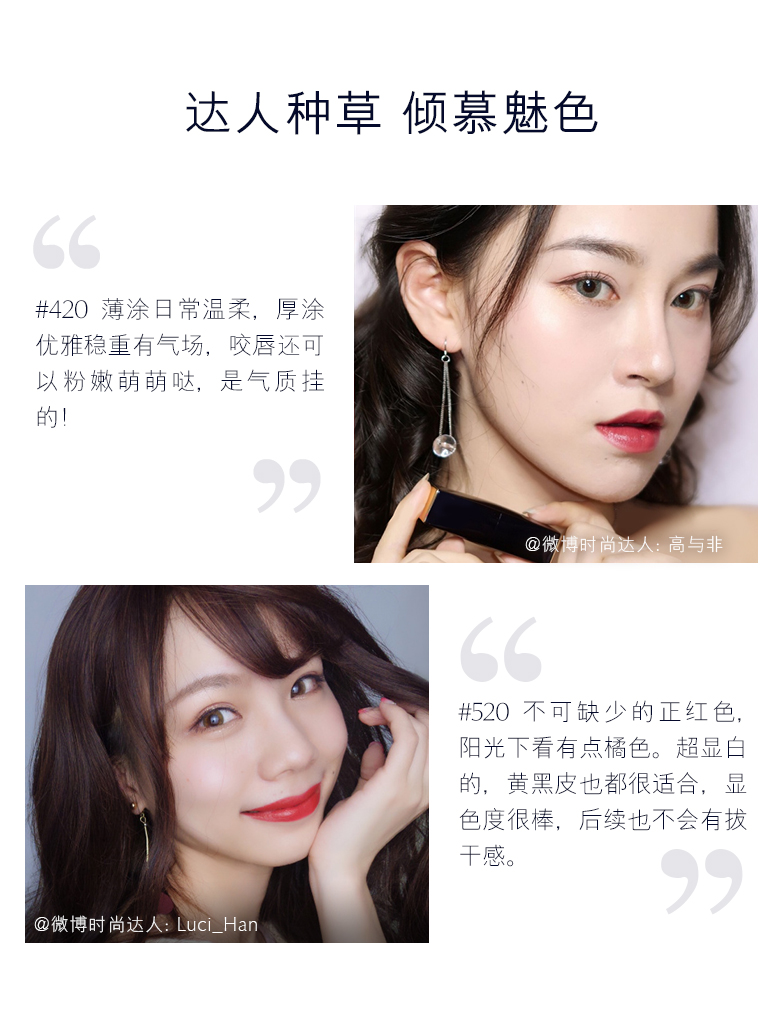 达人种草 倾慕魅色
#420 薄涂日常温柔，厚涂
优雅稳重有气场，咬唇还可
以粉嫩萌萌哒，是气质挂
的！
@微博时尚达人：高与非
#520 不可缺少的正红色，
阳光下看有点橘色。超显白
的，黄黑皮也都很适合，显
色度很棒，后续也不会有拔
干感。
@微博时尚达人：Luci_Han